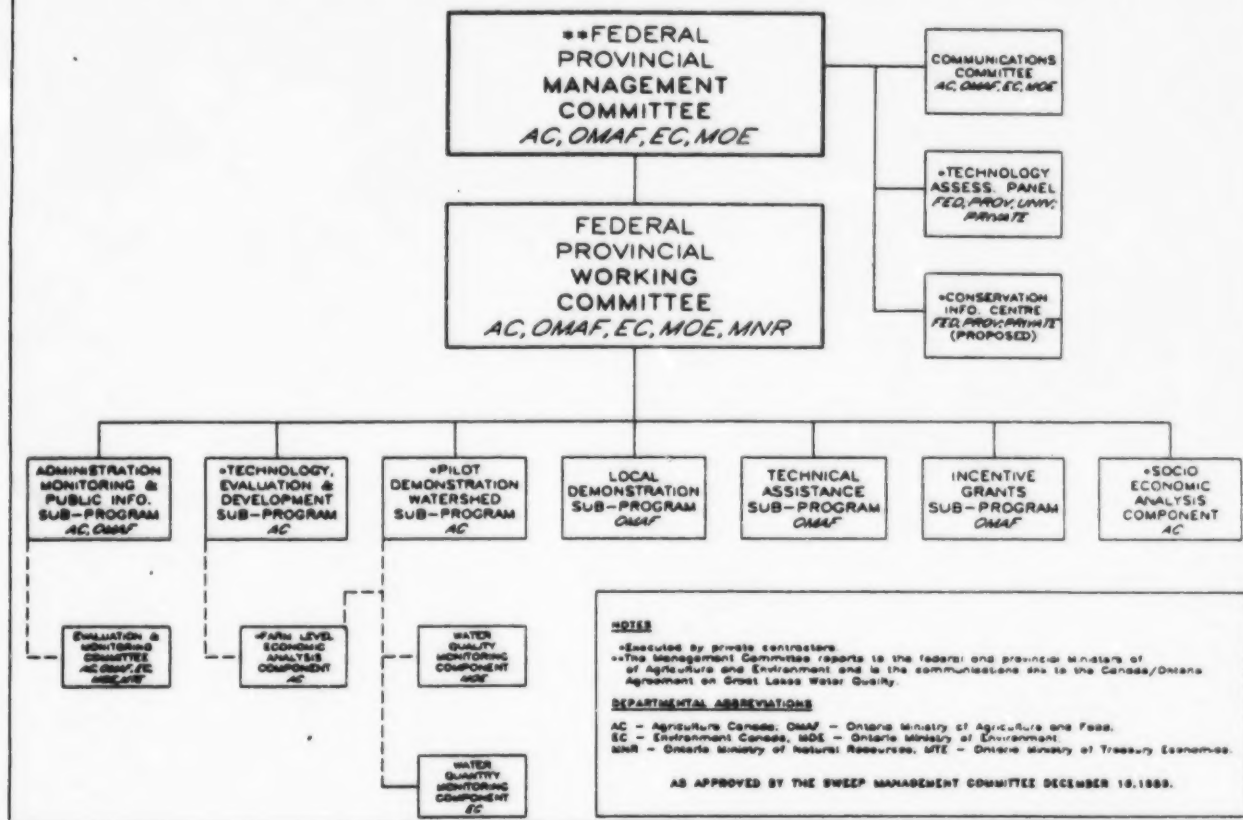 **FEDERAL
PROVINCIAL
MANAGEMENT
COMMITTEE
AC, OMAF, EC, MOE
COMMUNICATIONS
COMMITTEE
AC, OMAF, EC, MOE
*TECHNOLOGY
ASSESS. PANEL
FED; PROV; UNIV;
PRIVATE
*CONSERVATION
INFO. CENTRE
FED; PROV; PRIVATE
(PROPOSED)
FEDERAL
PROVINCIAL
WORKING
COMMITTEE
AC, OMAF, EC, MOE, MNR
ADMINISTRATION
MONITORING &
PUBLIC INFO.
SUB-PROGRAM
AC, OMAF
*TECHNOLOGY,
EVALUATION &
DEVELOPMENT
SUB-PROGRAM
AC
*PILOT
DEMONSTRATION
WATERSHED
SUB-PROGRAM
AC
LOCAL
DEMONSTRATION
SUB-PROGRAM
OMAF
TECHNICAL
ASSISTANCE
SUB-PROGRAM
OMAF
INCENTIVE
GRANTS
SUB-PROGRAM
OMAF
*SOCIO
ECONOMIC
ANALYSIS
COMPONENT
AC
EVALUATION &
MONITORING
COMMITTEE
AC, OMAF, EC
MOE, MTE
*FARM LEVEL
ECONOMIC
ANALYSIS
COMPONENT
AC
WATER
QUALITY
MONITORING
COMPONENT
MOE
WATER
QUANTITY
MONITORING
COMPONENT
EC
NOTES
*Executed by private contractors.
**The Management Committee reports to the federal and provincial Ministers of
of Agriculture and Environment and is the communications link to the Canada/Ontario
Agreement on Great Lakes Water Quality.
DEPARTMENTAL ABBREVIATIONS
AC - Agriculture Canada, OMAF - Ontario Ministry of Agriculture and Food,
EC - Environment Canada, MOE - Ontario Ministry of Environment,
MNR - Ontario Ministry of Natural Resources, MTE - Ontario Ministry of Treasury Economics.
AS APPROVED BY THE SWEEP MANAGEMENT COMMITTEE DECEMBER